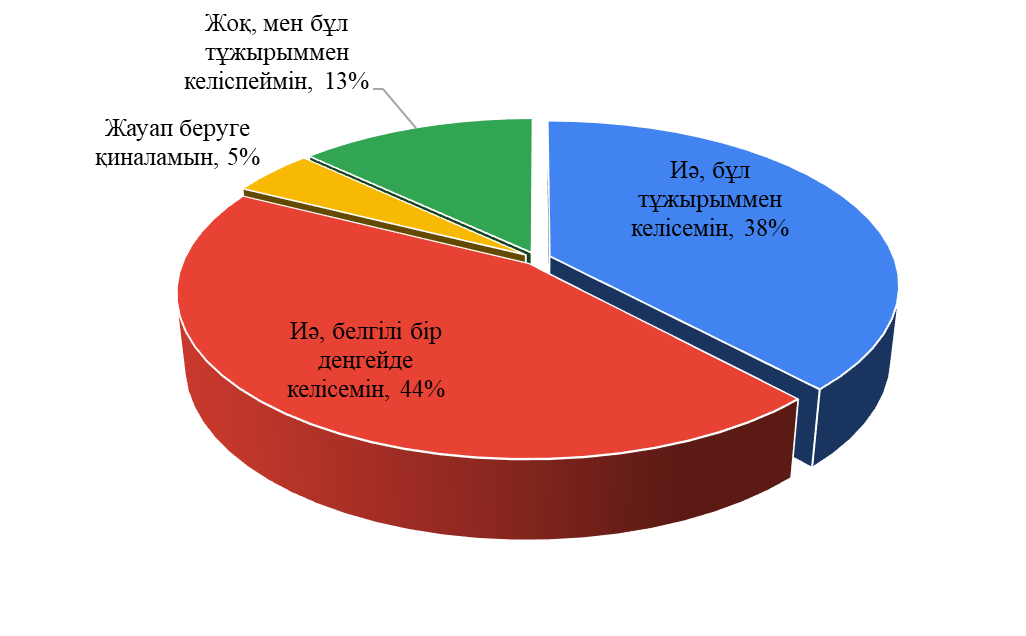 Жоқ, мен бұл
тұжырыммен
келіспеймін, 13%
Жауап беруге
қиналамын, 5%
Иә, бұл
тұжырыммен
келісемін, 38%
Иә, белгілі бір
деңгейде
келісемін, 44%